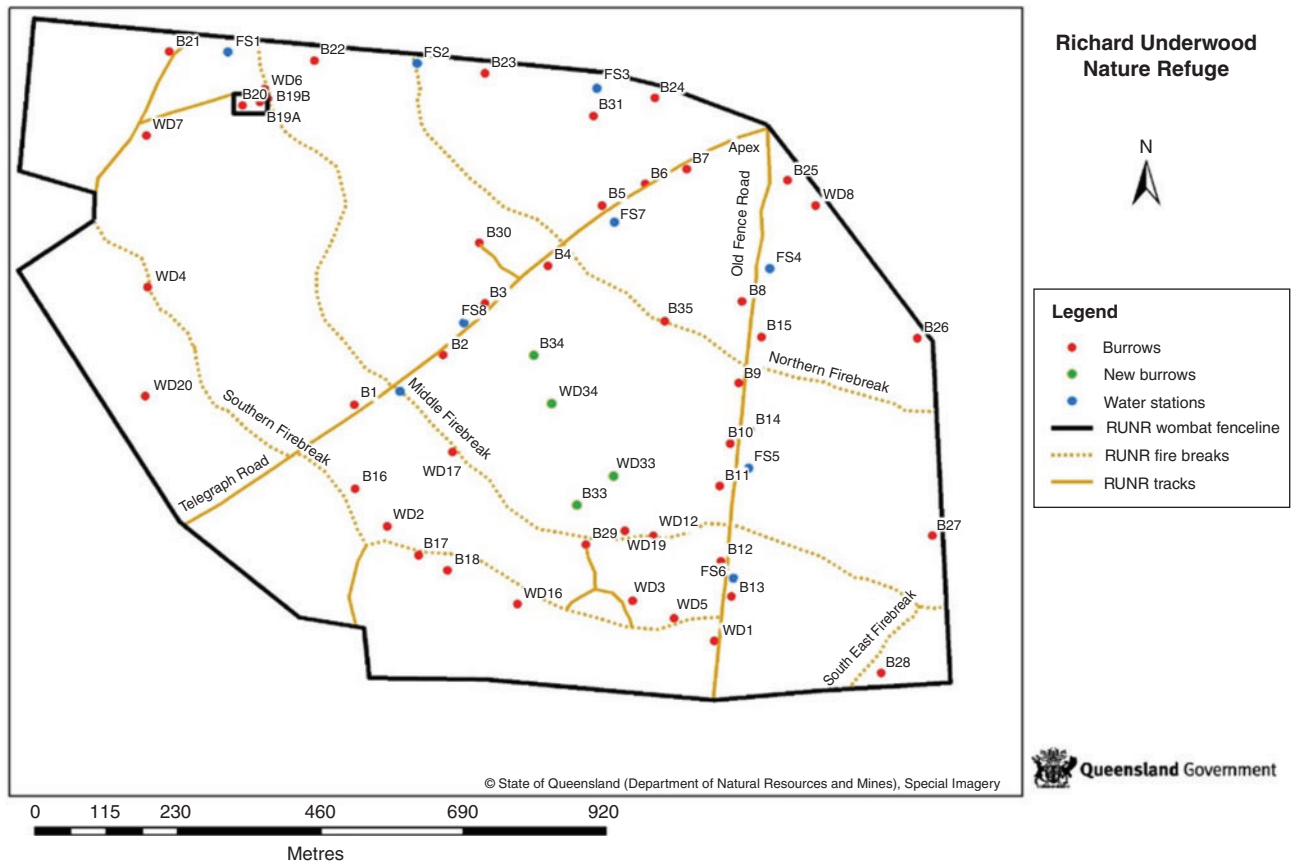 Richard Underwood
Nature Refuge
N
B21
FS1
B22
FS2
B23
FS3
B24
B31
WD6
B20
B19B
B19A
WD7
Apex
B7
B6
B5
FS7
B25
WD8
Old Fence Road
B30
B4
FS4
WD4
B3
FS8
B8
B35
B15
B26
B2
B34
Northern Firebreak
B9
WD20
B1
WD34
Middle Firebreak
Southern Firebreak
B14
B10
FS5
WD17
WD33
B11
Telegraph Road
B16
B33
WD2
B29
WD19
WD12
B27
B17
B18
B12
FS6
B13
WD16
WD3
WD5
WD1
South East Firebreak
B28
Legend
Burrows
New burrows
Water stations
RUNR wombat fenceline
RUNR fire breaks
RUNR tracks
Queensland Government
© State of Queensland (Department of Natural Resources and Mines), Special Imagery
0 115 230 460 690 920
Metres